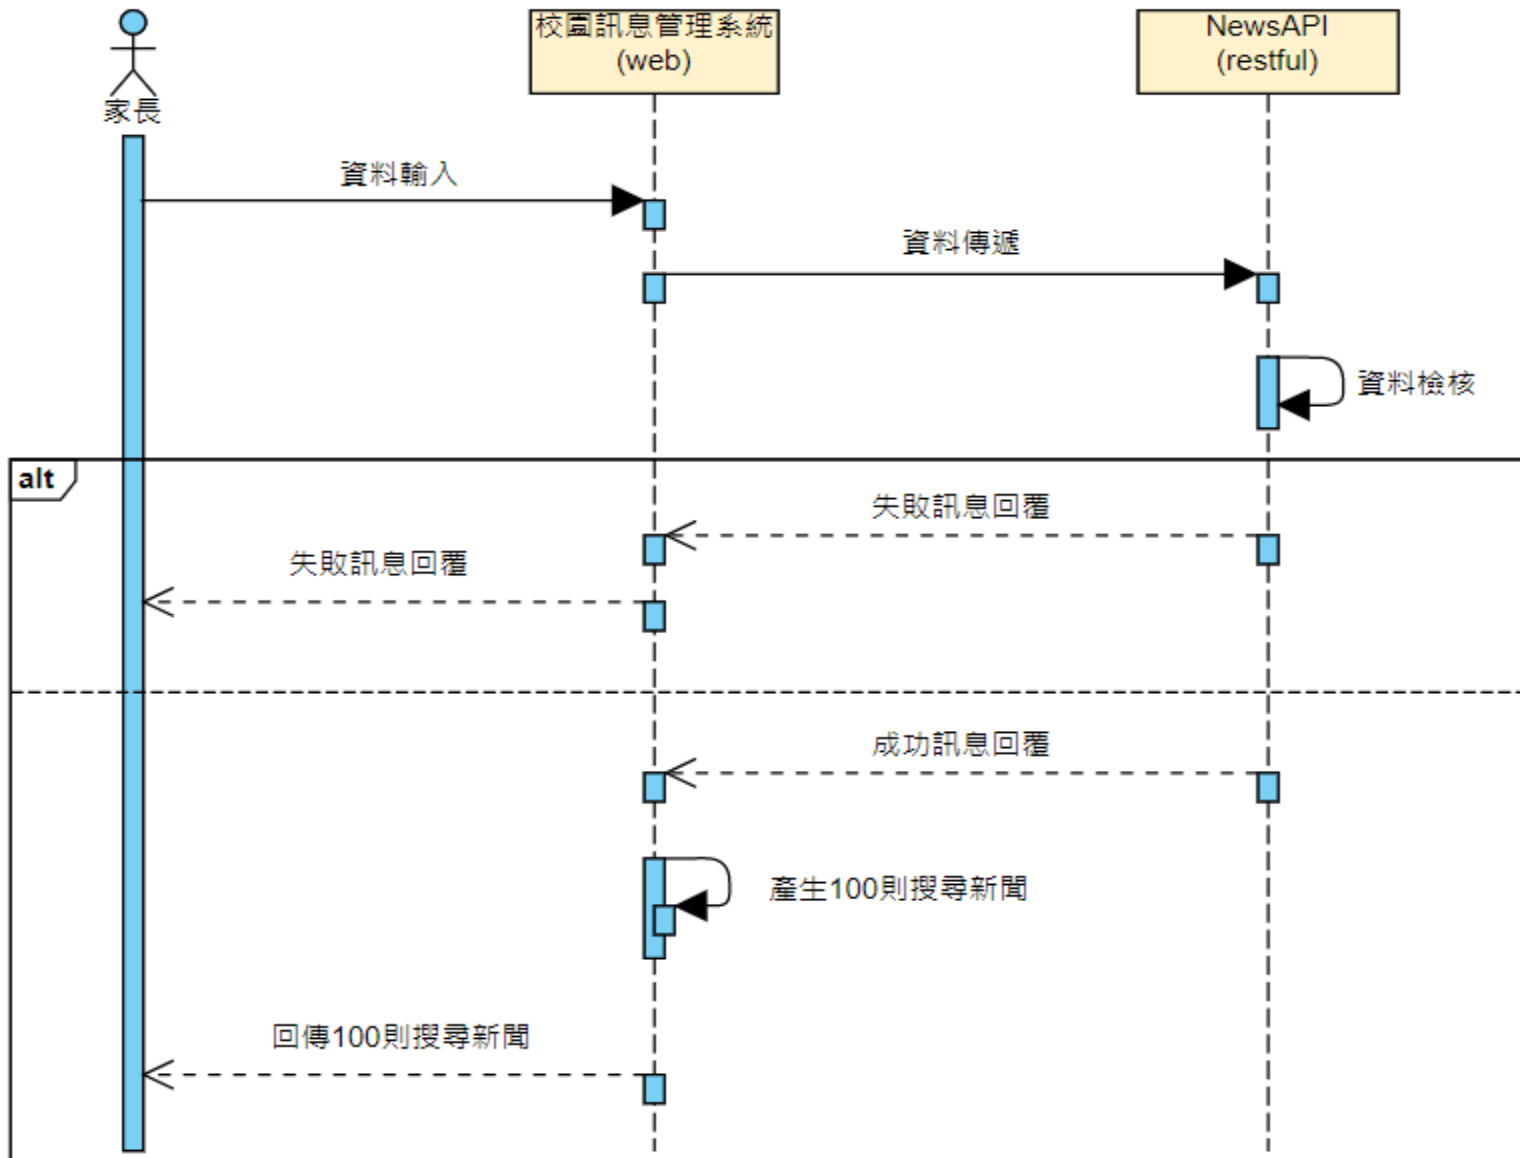 校園訊息管理系統
(web)
NewsAPI
(restful)
家長
資料輸入
資料傳遞
資料檢核
alt
失敗訊息回覆
失敗訊息回覆
成功訊息回覆
產生100則搜尋新聞
回傳100則搜尋新聞